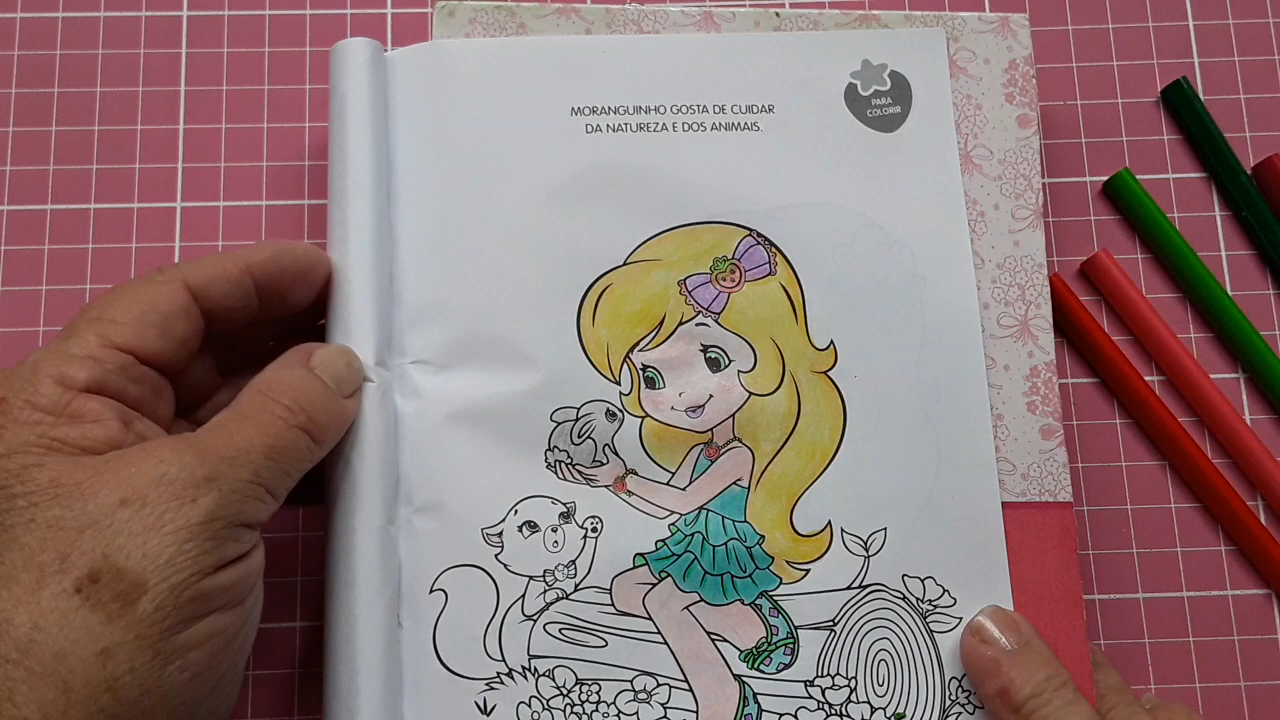 MORANGUINHO GOSTA DE CUIDAR
DA NATUREZA E DOS ANIMAIS.
PARA
COLORIR